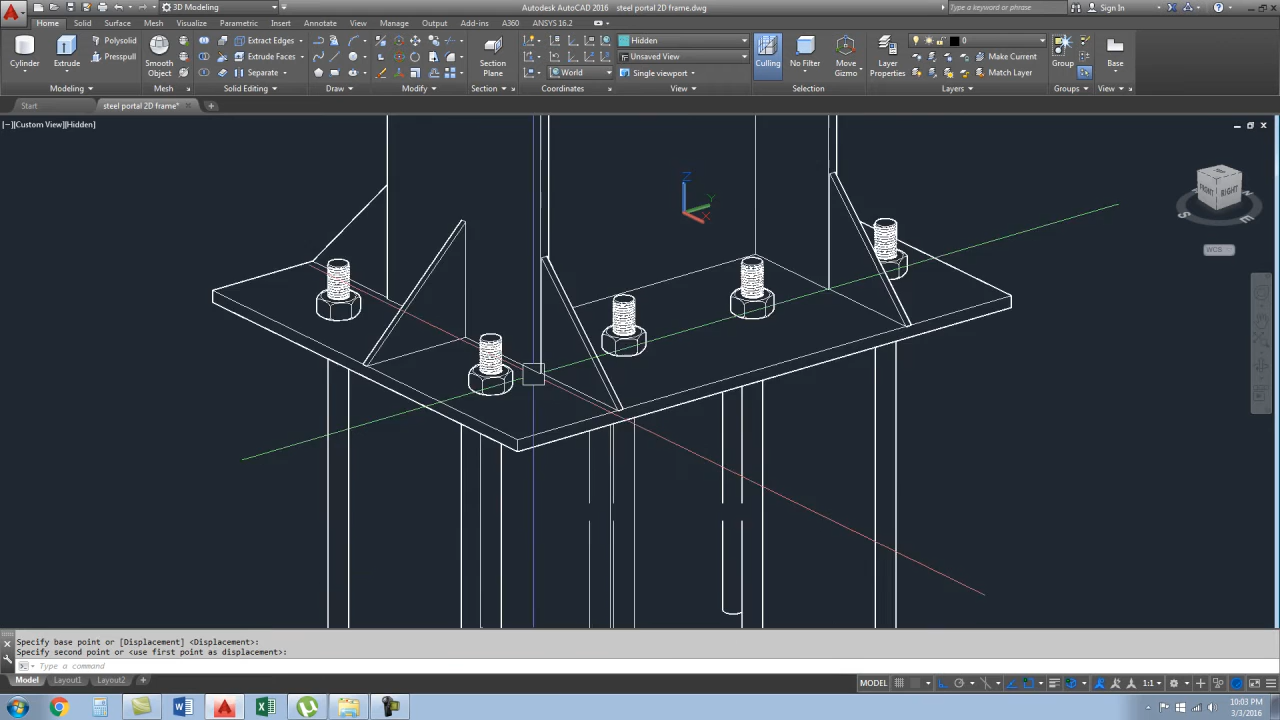 3D Modeling
Autodesk AutoCAD 2016 steel portal 2D frame.dwg
Type a keyword or phrase
Sign In
Home Solid Surface Mesh Visualize Parametric Insert Annotate View Manage Output Add-ins A360 ANSYS 16.2
Cylinder
Extrude
Polysolid
Presspull
Smooth Object
Extract Edges
Extrude Faces
Separate
Section Plane
World
Hidden
Unsaved View
Single viewport
Culling
No Filter
Move Gizmo
Layer Properties
0
Make Current
Match Layer
Group
Base
Modeling Mesh Solid Editing Draw Modify Section Coordinates View Selection Layers Groups View
Start
steel portal 2D frame*
[−][Custom View][Hidden]
Z
Y
X
FRONT
RIGHT
S
E
WCS
Specify base point or [Displacement] <Displacement>:
Specify second point or <use first point as displacement>:
Type a command
Model Layout1 Layout2
MODEL
1:1
10:03 PM
3/3/2016